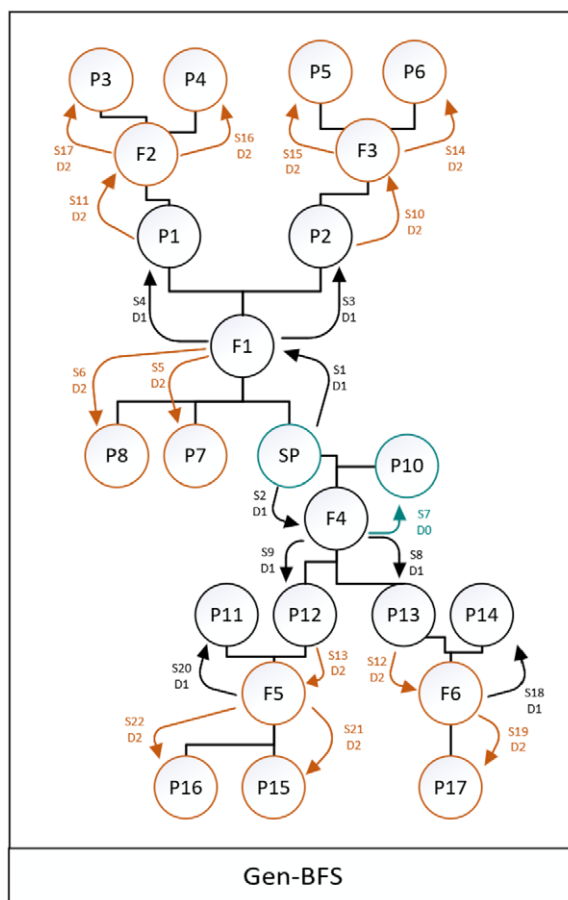 P3
P4
P5
P6
S17
D2
F2
S16
D2
S15
D2
F3
S14
D2
S11
D2
S10
D2
P1
P2
S4
D1
S3
D1
F1
S6
D2
S5
D2
S1
D1
P8
P7
SP
P10
S2
D1
F4
S7
D0
S9
D1
S8
D1
P11
P12
P13
P14
S20
D1
S13
D2
S12
D2
F5
F6
S18
D1
S22
D2
S21
D2
S19
D2
P16
P15
P17
Gen-BFS